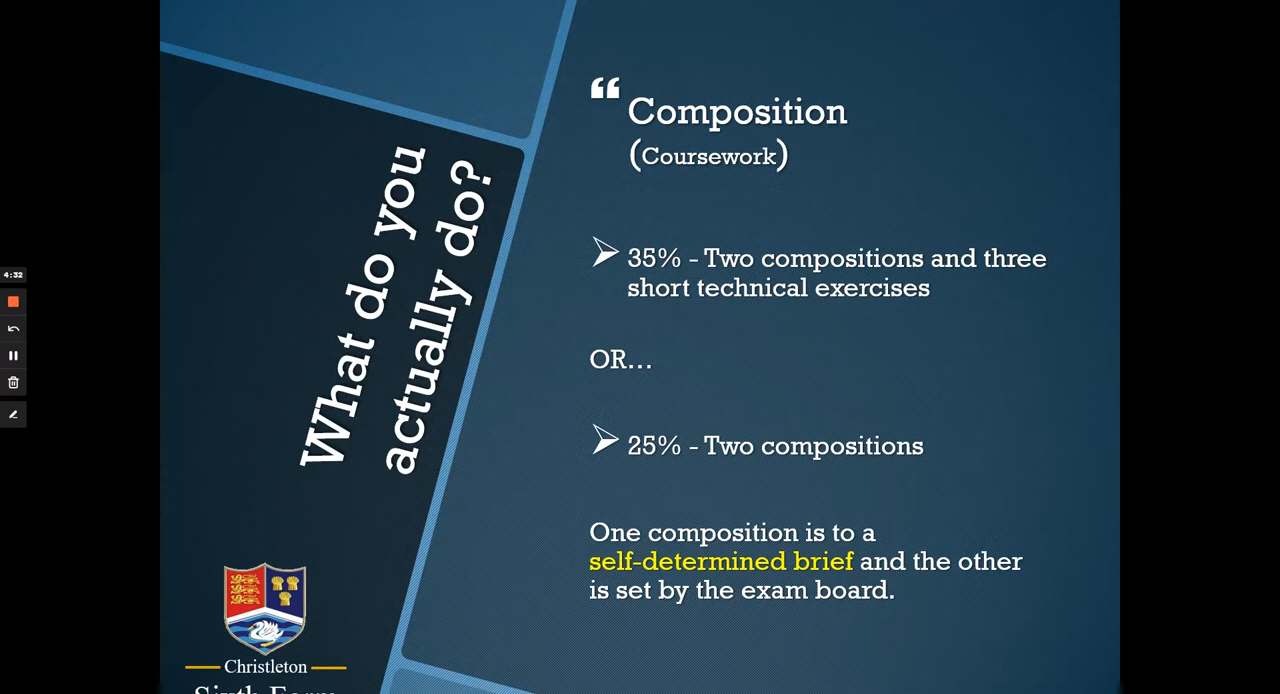 What do you
actually do?
“ Composition
(Coursework)
35% - Two compositions and three
short technical exercises
OR...
25% - Two compositions
One composition is to a
self-determined brief and the other
is set by the exam board.
4:32
Christleton
Sixth Form